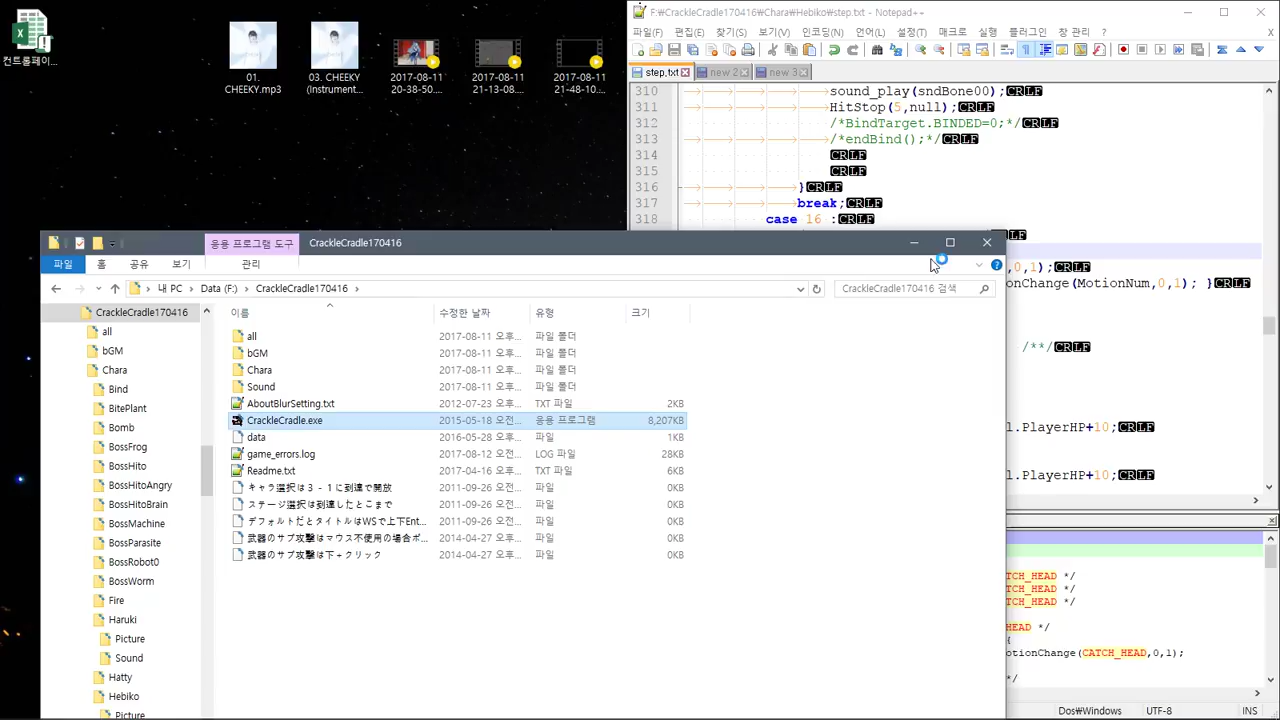 컨트롤페이...
01.
CHEEKY.mp3
03. CHEEKY
(Instrument...
2017-08-11
20-38-50....
2017-08-11
21-13-08....
2017-08-11
21-48-10....
F:\CrackleCradle170416\Chara\Hebiko\step.txt - Notepad++
파일(F) 편집(E) 찾기(S) 보기(V) 인코딩(N) 언어(L) 설정(T) 매크로 실행 플러그인 창 관리 ?
step.txt new 2 new 3
310 sound_play(sndBone00);CRLF
311 HitStop(5,null);CRLF
312 /*BindTarget.BINDED=0;*/CRLF
313 /*endBind();*/CRLF
314 CRLF
315 CRLF
316 }CRLF
317 break;CRLF
318 case 16 :CRLF
CRLF
,0,1);CRLF
onChange(MotionNum,0,1); }CRLF
/**/CRLF
l.PlayerHP+10;CRLF
l.PlayerHP+10;CRLF
TCH_HEAD */
TCH_HEAD */
TCH_HEAD */
HEAD */
{
otionChange(CATCH_HEAD,0,1);
*/
Dos\Windows UTF-8 INS
응용 프로그램 도구 CrackleCradle170416
파일 홈 공유 보기 관리
내 PC > Data (F:) > CrackleCradle170416 >
CrackleCradle170416 검색
이름 수정한 날짜 유형 크기
all 2017-08-11 오후... 파일 폴더
bGM 2017-08-11 오후... 파일 폴더
Chara 2017-08-11 오후... 파일 폴더
Sound 2017-08-11 오후... 파일 폴더
AboutBlurSetting.txt 2012-07-23 오후... TXT 파일 2KB
CrackleCradle.exe 2015-05-18 오전... 응용 프로그램 8,207KB
data 2016-05-28 오후... 파일 1KB
game_errors.log 2017-08-12 오후... LOG 파일 28KB
Readme.txt 2017-04-16 오후... TXT 파일 6KB
キャラ選択は３－１に到達で開放 2011-09-26 오전... 파일 0KB
ステージ選択は到達したとこまで 2011-09-26 오전... 파일 0KB
デフォルトだとタイトルはWSで上下Ent... 2011-09-26 오전... 파일 0KB
武器のサブ攻撃はマウス不使用の場合ボ... 2014-04-27 오후... 파일 0KB
武器のサブ攻撃は下＋クリック 2014-04-27 오후... 파일 0KB
CrackleCradle170416
all
bGM
Chara
Bind
BitePlant
Bomb
BossFrog
BossHito
BossHitoAngry
BossHitoBrain
BossMachine
BossParasite
BossRobot0
BossWorm
Fire
Haruki
Picture
Sound
Hatty
Hebiko
Picture